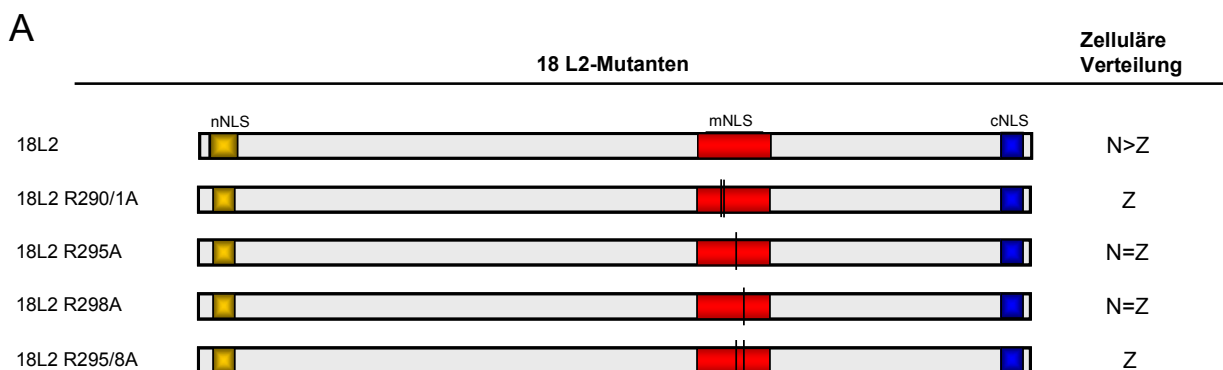 A
18 L2-Mutanten
Zelluläre
Verteilung
nNLS mNLS cNLS
18L2 N>Z
18L2 R290/1A Z
18L2 R295A N=Z
18L2 R298A N=Z
18L2 R295/8A Z